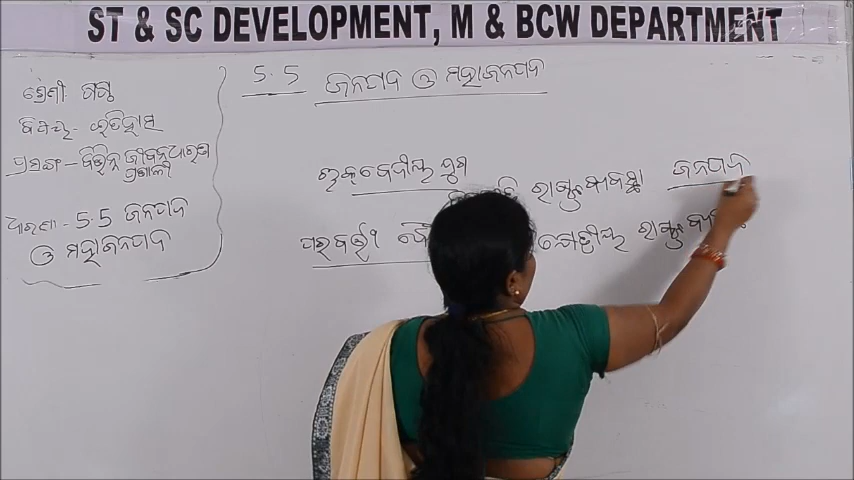 ST & SC DEVELOPMENT, M & BCW DEPARTMENT
5.5 ଜନପଦ ଓ ମହାଜନପଦ
ଶ୍ରେଣୀ ଷଷ୍ଠ
ବିଷୟ - ଇତିହାସ
ପ୍ରସଙ୍ଗ - ବିଭିନ୍ନ ଜୀବନଧାରଣ
ପ୍ରଣାଳୀ
ଧାରଣା - 5.5 ଜନପଦ
ଓ ମହାଜନପଦ
ଋକ୍‌ବେଦୀୟ ଯୁଗ ରାଷ୍ଟ୍ର ବ୍ୟବସ୍ଥା ଜନପଦ
ପରବର୍ତ୍ତୀ ରାଷ୍ଟ୍ର